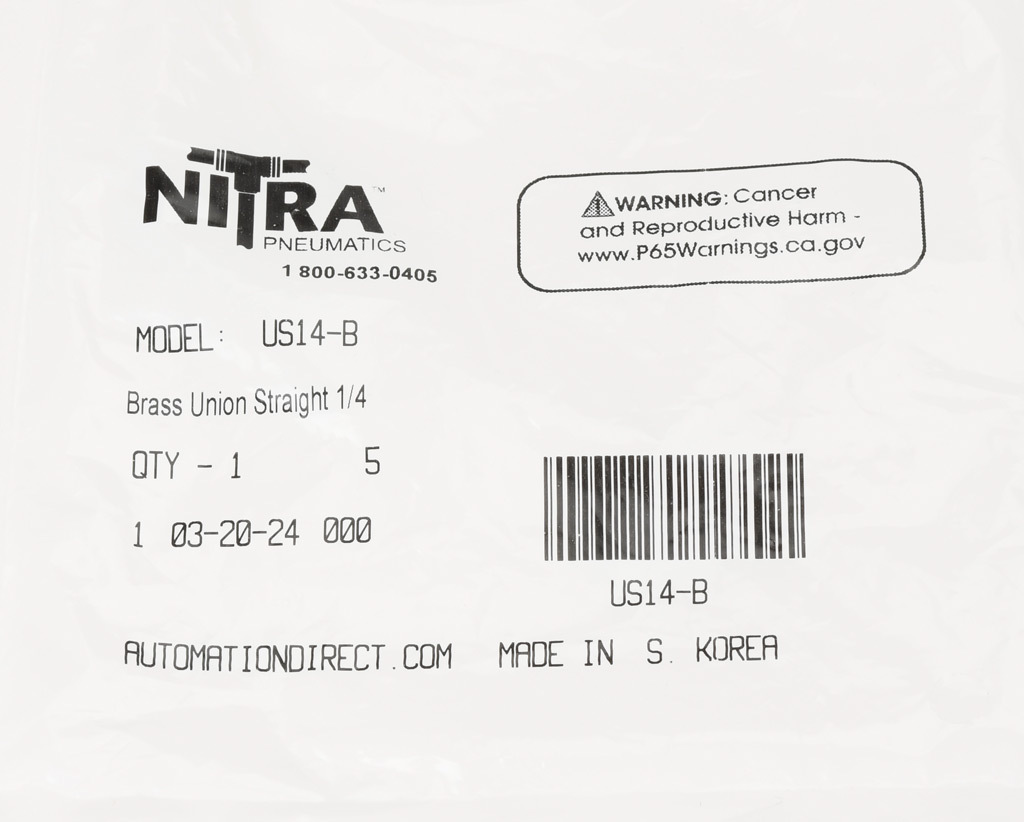 NITRA™
PNEUMATICS
1 800-633-0405
⚠WARNING: Cancer
and Reproductive Harm -
www.P65Warnings.ca.gov
MODEL: US14-B
Brass Union Straight 1/4
QTY - 1 5
1 03-20-24 000
US14-B
AUTOMATIONDIRECT.COM MADE IN S. KOREA